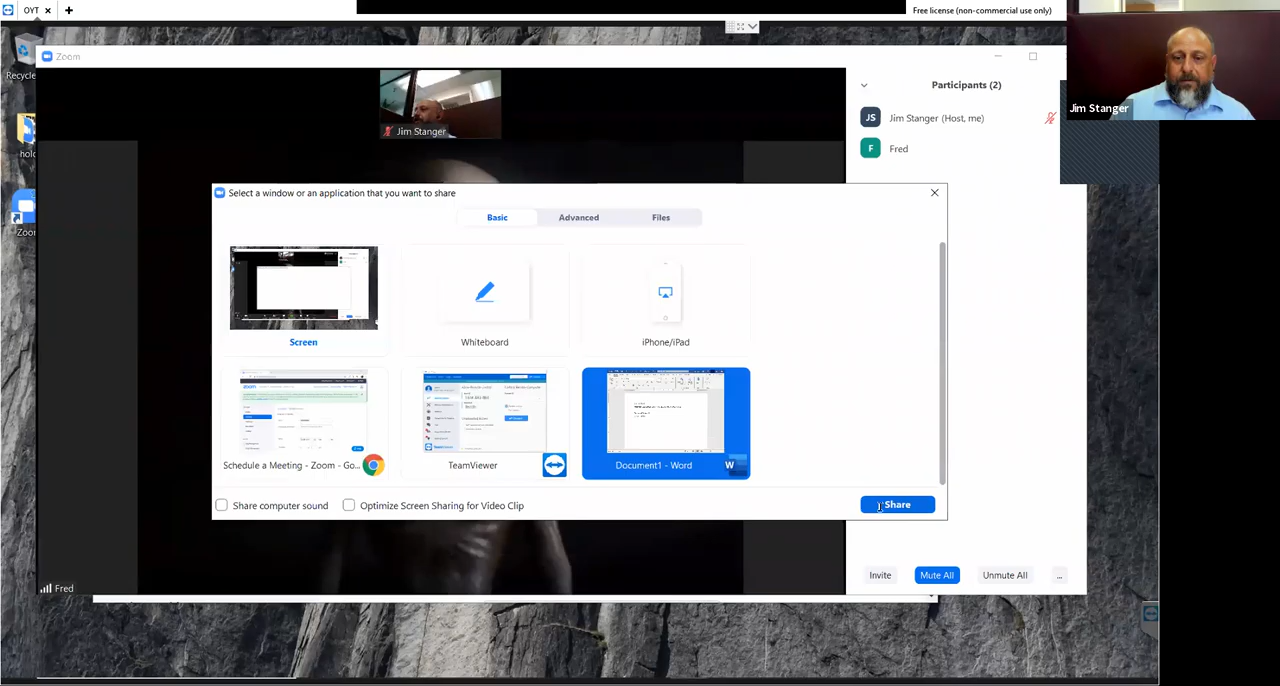 OYT
Free license (non-commercial use only)
Recycle
Zoom
Jim Stanger
Participants (2)
JS Jim Stanger (Host, me)
F Fred
Jim Stanger
Select a window or an application that you want to share
Basic Advanced Files
Screen Whiteboard iPhone/iPad
Schedule a Meeting - Zoom - Go... TeamViewer Document1 - Word
Share computer sound Optimize Screen Sharing for Video Clip Share
Invite Mute All Unmute All ...
Fred